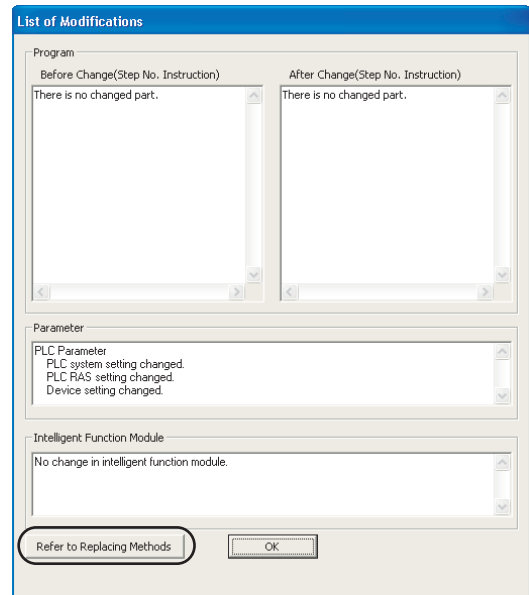 List of Modifications
Program
Before Change(Step No. Instruction)
After Change(Step No. Instruction)
There is no changed part.
There is no changed part.
Parameter
PLC Parameter
PLC system setting changed.
PLC RAS setting changed.
Device setting changed.
Intelligent Function Module
No change in intelligent function module.
Refer to Replacing Methods
OK